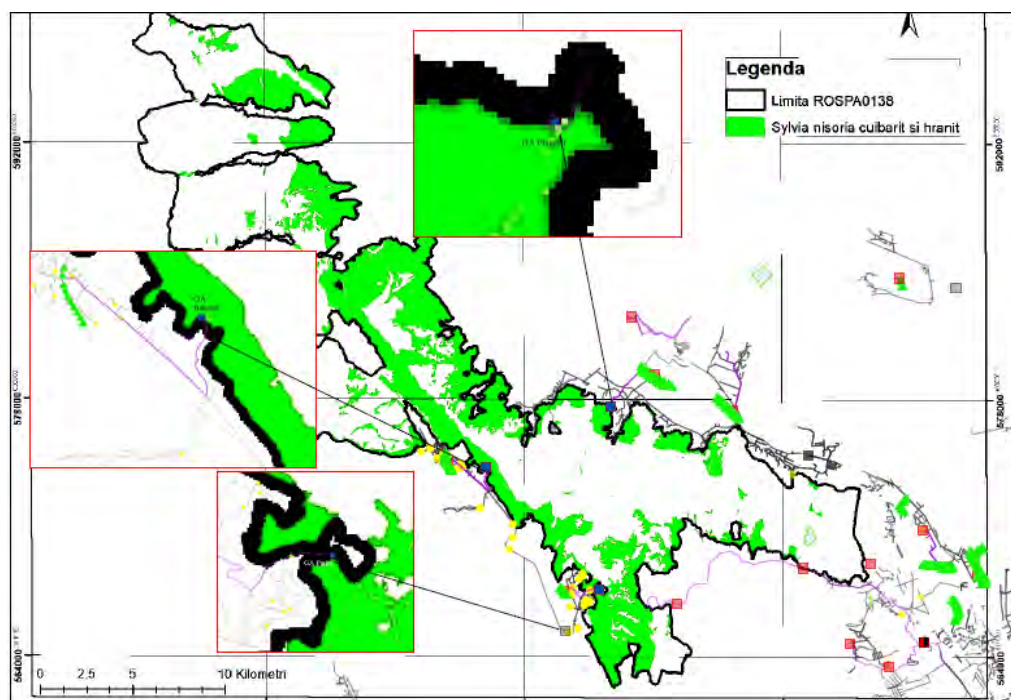 Legenda
Limita ROSPA0138
Sylvia nisoria cuibarit si hranit
592000
592000
578000
578000
564000
564000
0 2.5 5 10 Kilometri